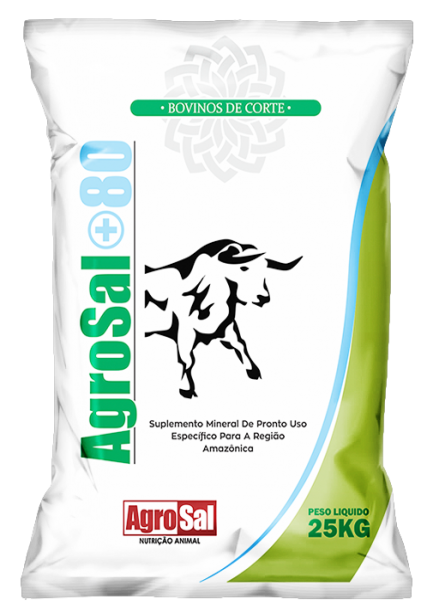 • BOVINOS DE CORTE •
AgroSal +80
Suplemento Mineral De Pronto Uso
Específico Para A Região
Amazônica
AgroSal
NUTRIÇÃO ANIMAL
PESO LIQUIDO
25KG